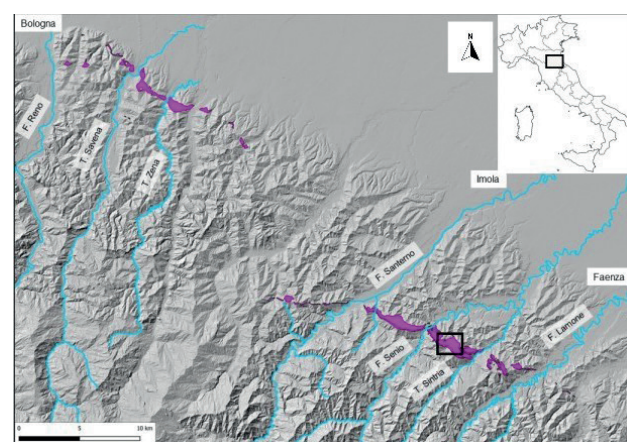 Bologna
N
F. Reno
T. Savena
T. Zena
Imola
F. Santerno
Faenza
F. Senio
T. Sintria
F. Lamone
0 5 10 km